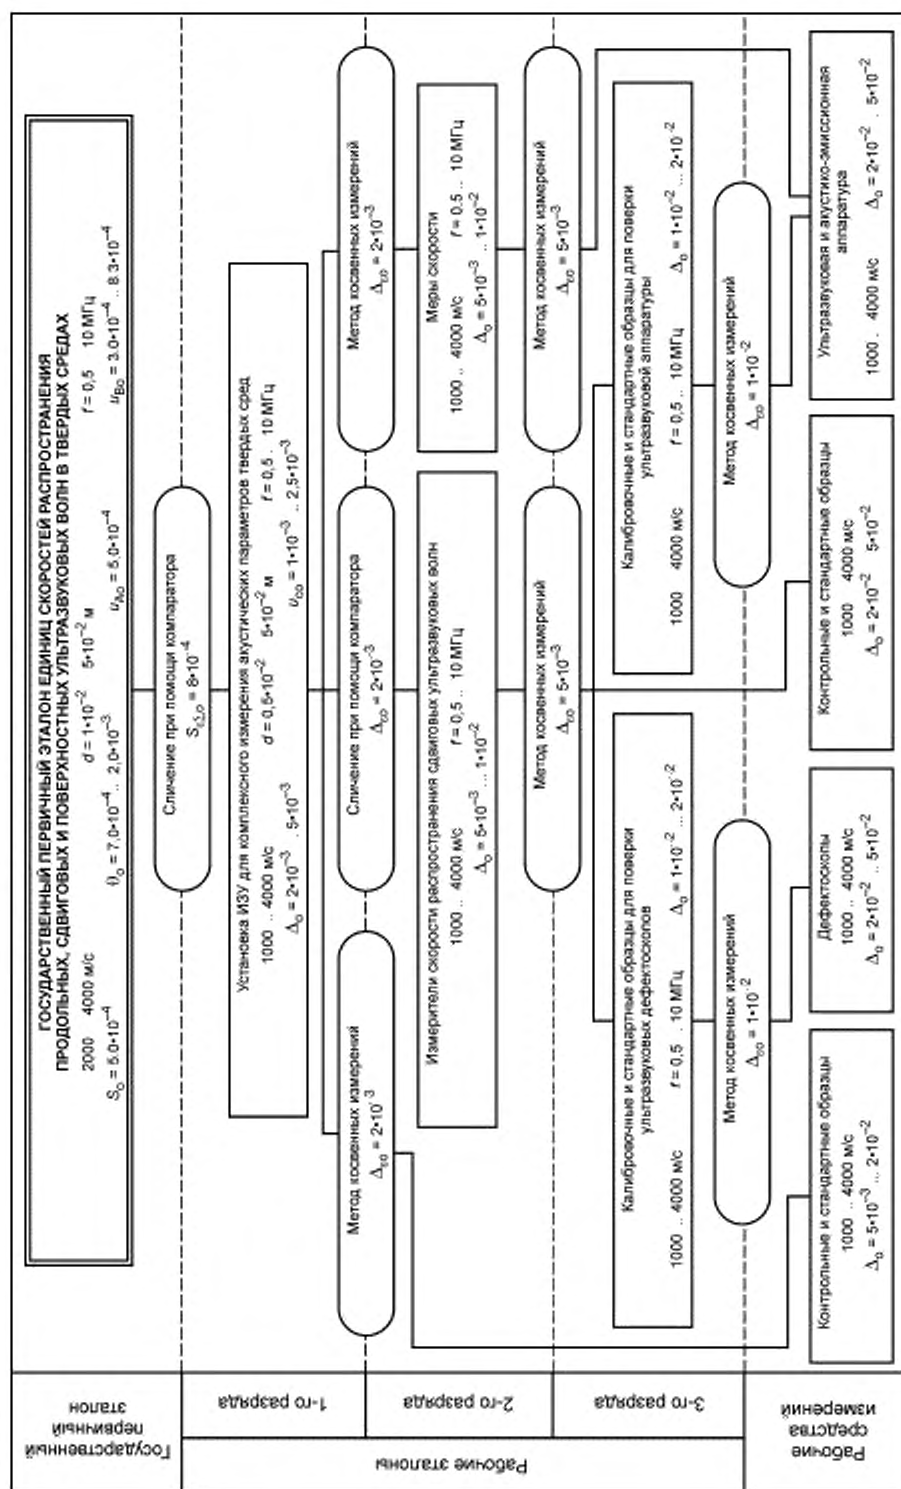 Государственный
первичный
эталон
ГОСУДАРСТВЕННЫЙ ПЕРВИЧНЫЙ ЭТАЛОН ЕДИНИЦ СКОРОСТЕЙ РАСПРОСТРАНЕНИЯ
ПРОДОЛЬНЫХ, СДВИГОВЫХ И ПОВЕРХНОСТНЫХ УЛЬТРАЗВУКОВЫХ ВОЛН В ТВЕРДЫХ СРЕДАХ
2000 4000 м/с d = 1•10⁻² 5•10⁻² м f = 0,5 10 МГц
S₀ = 5.0•10⁻⁴ Θ₀ = 7.0•10⁻⁴ .. 2,0•10⁻³ u_A0 = 5,0•10⁻⁴ u_B0 = 3.0•10⁻⁴ .. 8.3•10⁻⁴
Сличение при помощи компаратора
S_cΣ0 = 8•10⁻⁴
Рабочие эталоны
1-го разряда
Установка ИЗУ для комплексного измерения акустических параметров твердых сред
1000 .. 4000 м/с d = 0,5•10⁻² 5•10⁻² м f = 0,5 . 10 МГц
Δ₀ = 2•10⁻³ . 5•10⁻³ u_c0 = 1•10⁻³ .. 2,5•10⁻³
Метод косвенных измерений
Δ_c0 = 2•10⁻³
Сличение при помощи компаратора
Δ_c0 = 2•10⁻³
Метод косвенных измерений
Δ_c0 = 2•10⁻³
2-го разряда
Измерители скорости распространения сдвиговых ультразвуковых волн
1000 .. 4000 м/с f = 0,5 .. 10 МГц
Δ₀ = 5•10⁻³ ... 1•10⁻²
Меры скорости
1000 .. 4000 м/с f = 0.5 .. 10 МГц
Δ₀ = 5•10⁻³ .. 1•10⁻²
Метод косвенных измерений
Δ_c0 = 5•10⁻³
Метод косвенных измерений
Δ_c0 = 5•10⁻³
3-го разряда
Калибровочные и стандартные образцы для поверки
ультразвуковых дефектоскопов
1000 .. 4000 м/с f = 0,5 .. 10 МГц Δ₀ = 1•10⁻² ... 2•10⁻²
Калибровочные и стандартные образцы для поверки
ультразвуковой аппаратуры
1000 4000 м/с f = 0,5 .. 10 МГц Δ₀ = 1•10⁻² ... 2•10⁻²
Метод косвенных измерений
Δ_c0 = 1•10⁻²
Метод косвенных измерений
Δ_c0 = 1•10⁻²
Рабочие
средства
измерений
Контрольные и стандартные образцы
1000 .. 4000 м/с
Δ₀ = 5•10⁻³ ... 2•10⁻²
Дефектоскопы
1000 .. 4000 м/с
Δ₀ = 2•10⁻² .. 5•10⁻²
Контрольные и стандартные образцы
1000 4000 м/с
Δ₀ = 2•10⁻² 5•10⁻²
Ультразвуковая и акустико-эмиссионная
аппаратура
1000 .. 4000 м/с Δ₀ = 2•10⁻² . 5•10⁻²